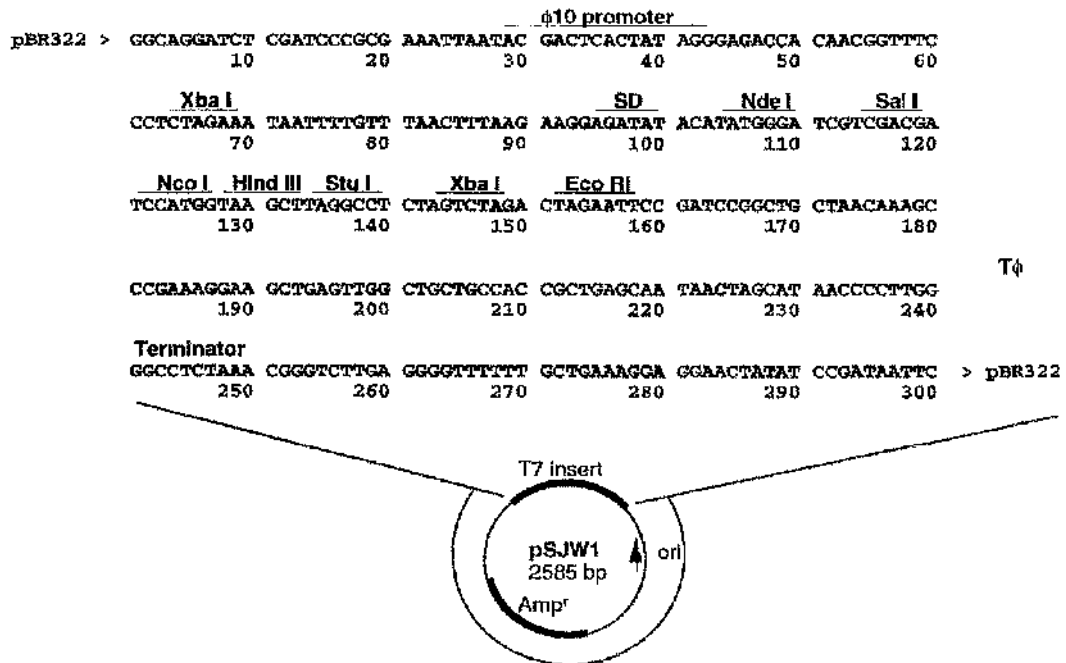 ϕ10 promoter
pBR322 > GGCAGGATCT CGATCCCGCG AAATTAATAC GACTCACTAT AGGGAGACCA CAACGGTTTC
10 20 30 40 50 60
Xba I SD Nde I Sal I
CCTCTAGAAA TAATTTTGTT TAACTTTAAG AAGGAGATAT ACATATGGGA TCGTCGACGA
70 80 90 100 110 120
Nco I Hind III Stu I Xba I Eco RI
TCCATGGTAA GCTTAGGCCT CTAGTCTAGA CTAGAATTCC GATCCGGCTG CTAACAAAGC
130 140 150 160 170 180
Tϕ
CCGAAAGGAA GCTGAGTTGG CTGCTGCCAC CGCTGAGCAA TAACTAGCAT AACCCCTTGG
190 200 210 220 230 240
Terminator
GGCCTCTAAA CGGGTCTTGA GGGGTTTTTT GCTGAAAGGA GGAACTATAT CCGATAATTC > pBR322
250 260 270 280 290 300
T7 insert
pSJW1
2585 bp
ori
Ampr